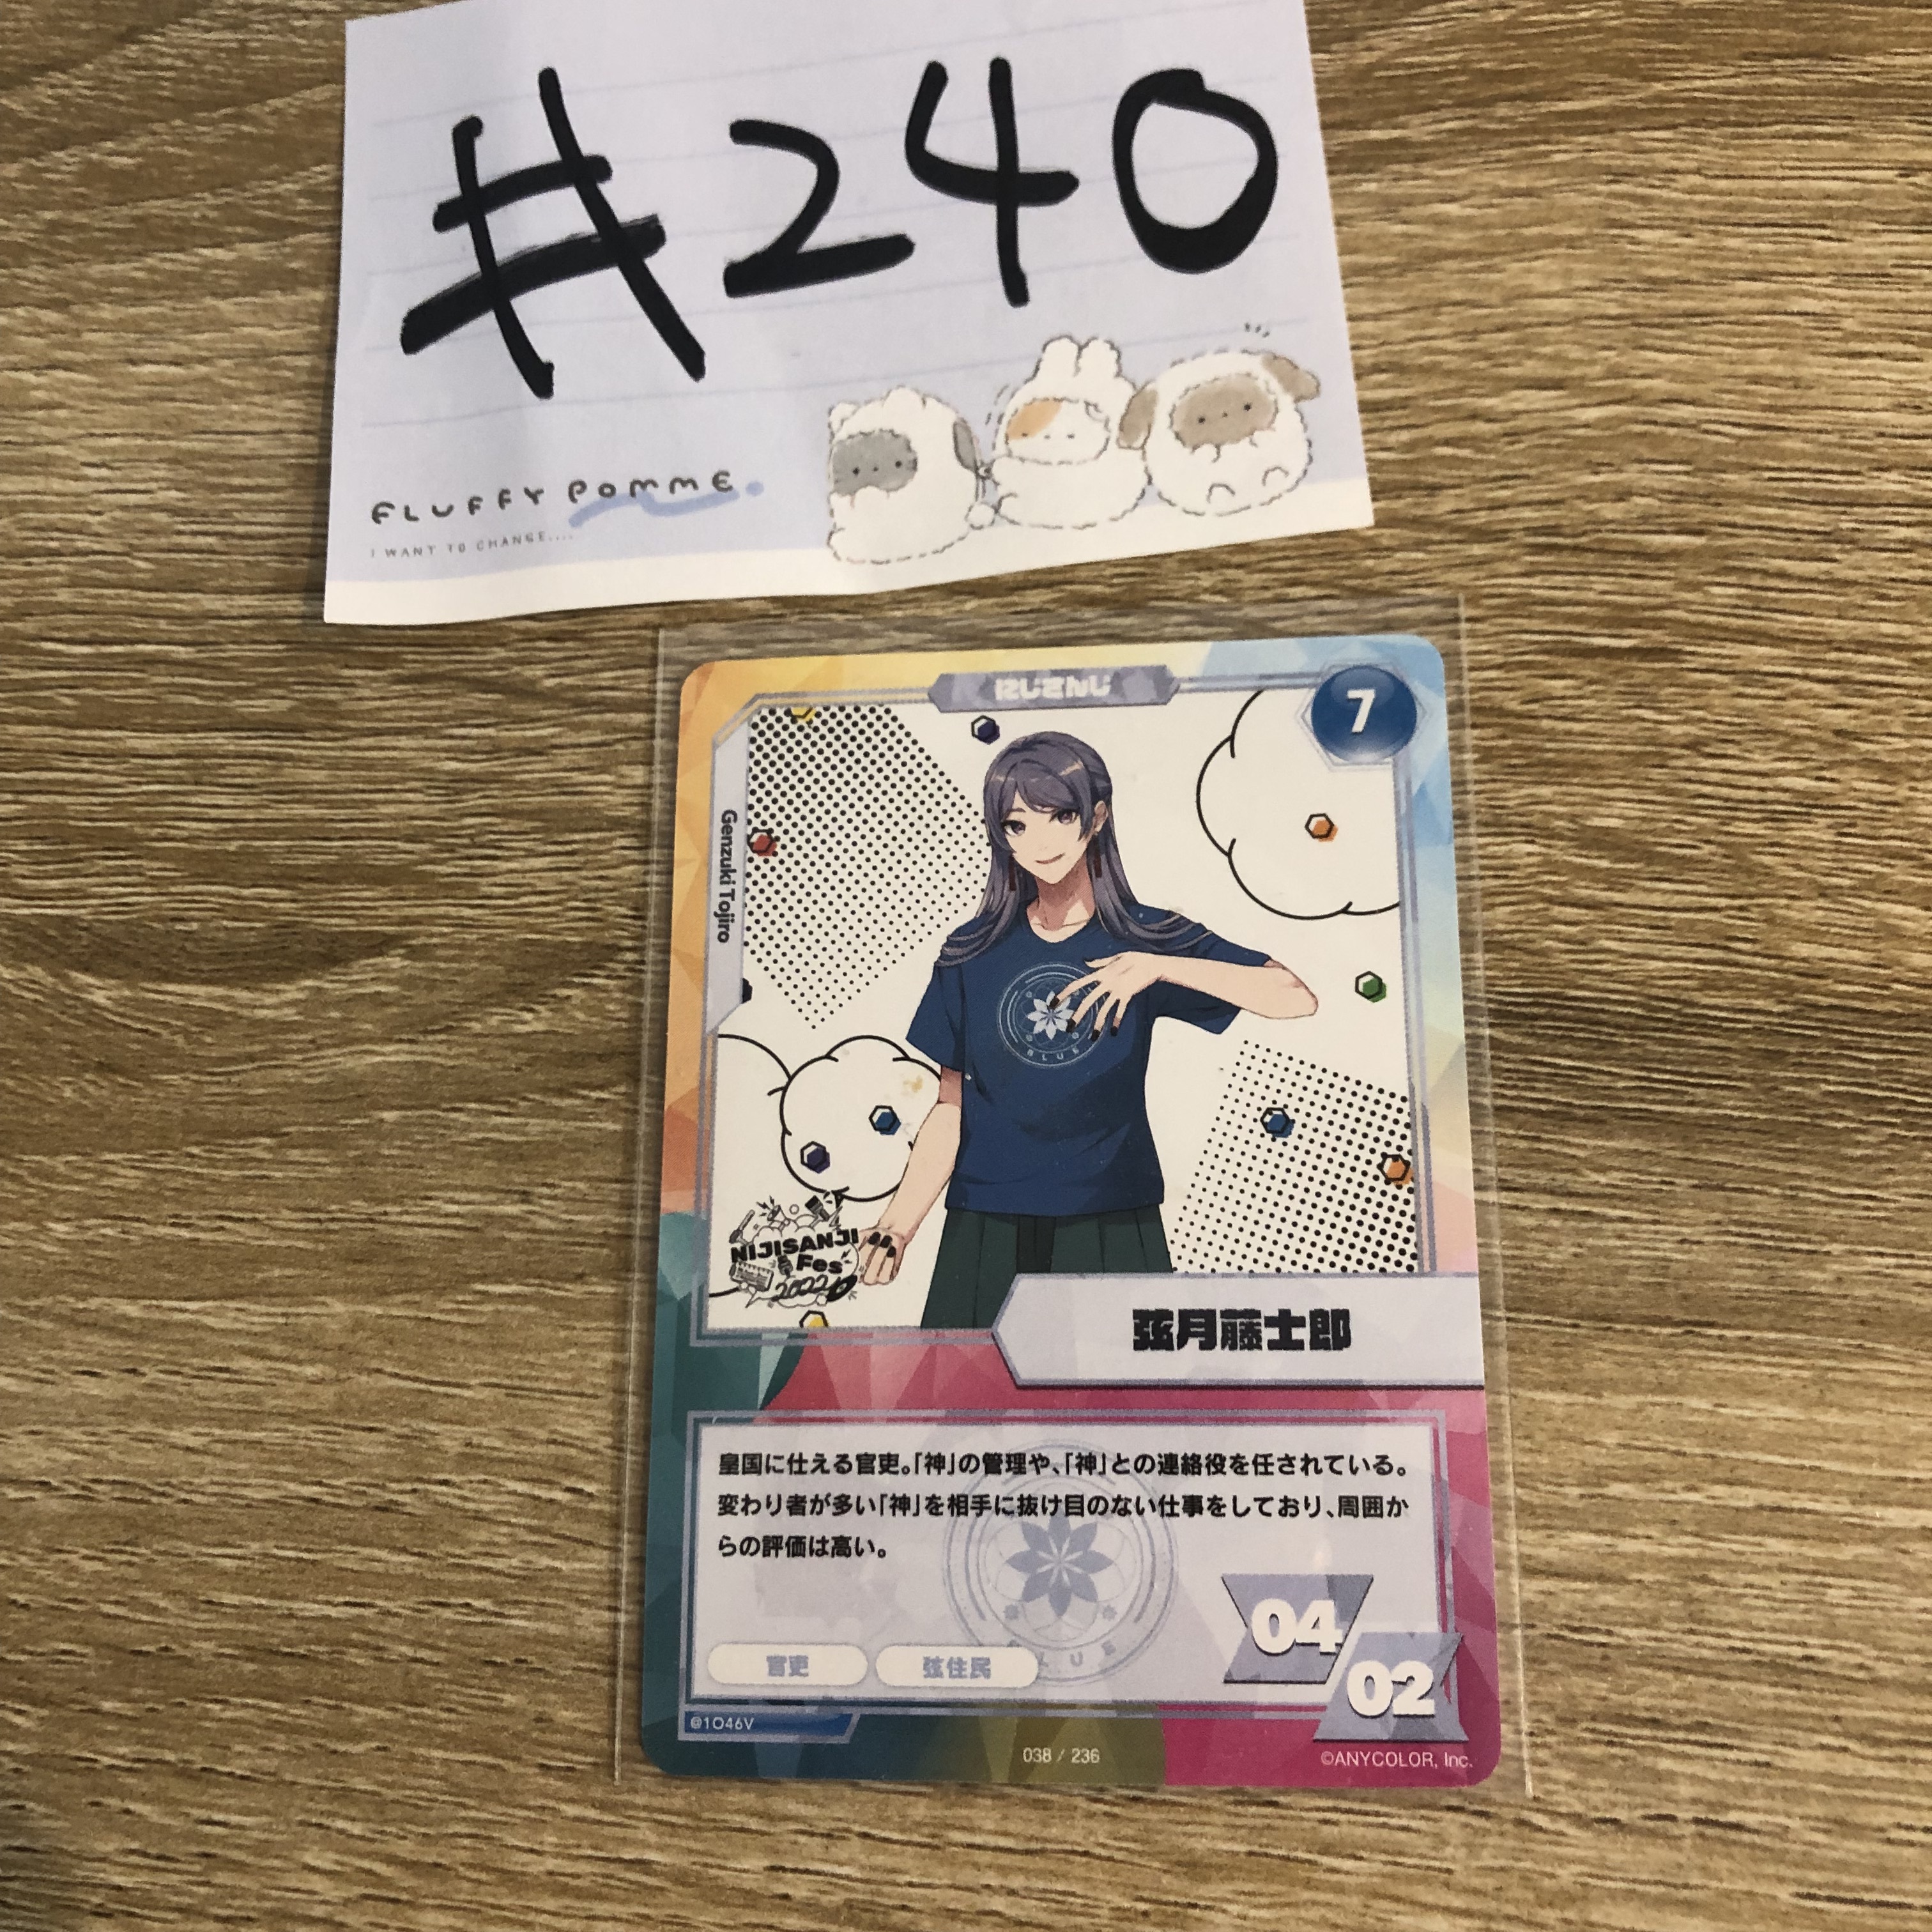 #240
FLUFFY POMME
I WANT TO CHANGE....
にじさんじ
7
Genzuki Tojiro
BLUE
NIJISANJI
Fes
2022
弦月藤士郎
皇国に仕える官吏。「神」の管理や、「神」との連絡役を任されている。
変わり者が多い「神」を相手に抜け目のない仕事をしており、周囲か
らの評価は高い。
04
官吏
弦住民
BLUE
02
@1O46V
038 / 236
©ANYCOLOR, Inc.